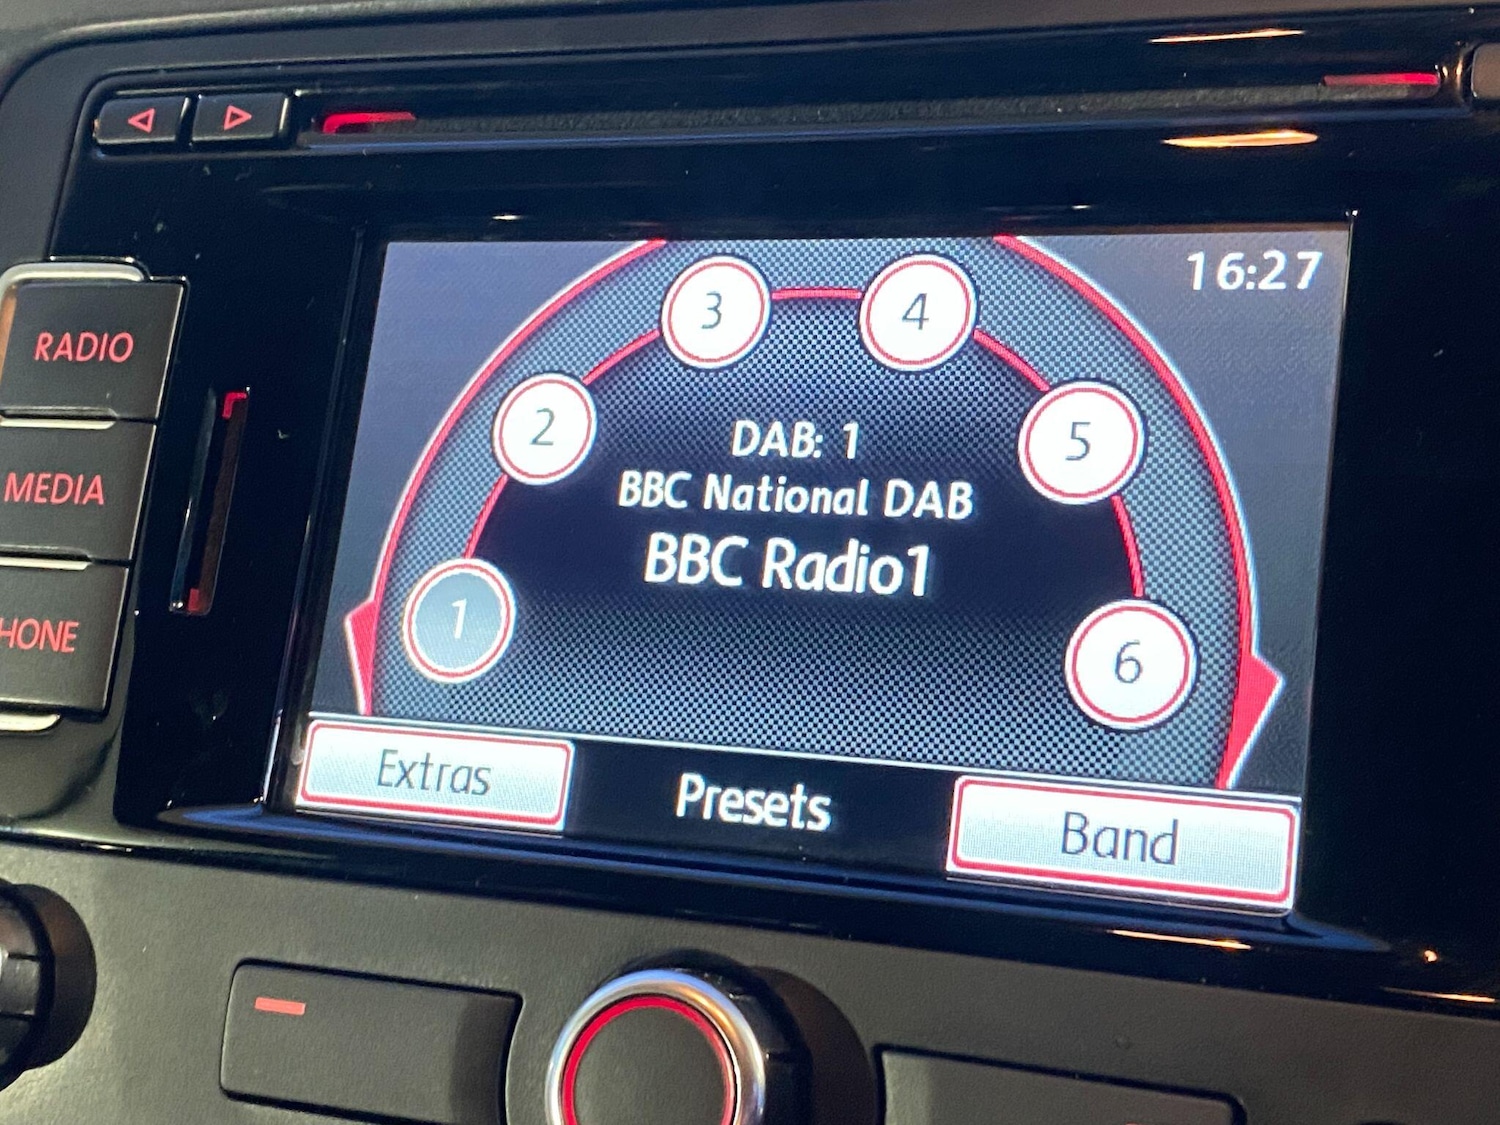 16:27
RADIO
MEDIA
HONE
3
4
2
5
1
6
DAB: 1
BBC National DAB
BBC Radio1
Extras
Presets
Band